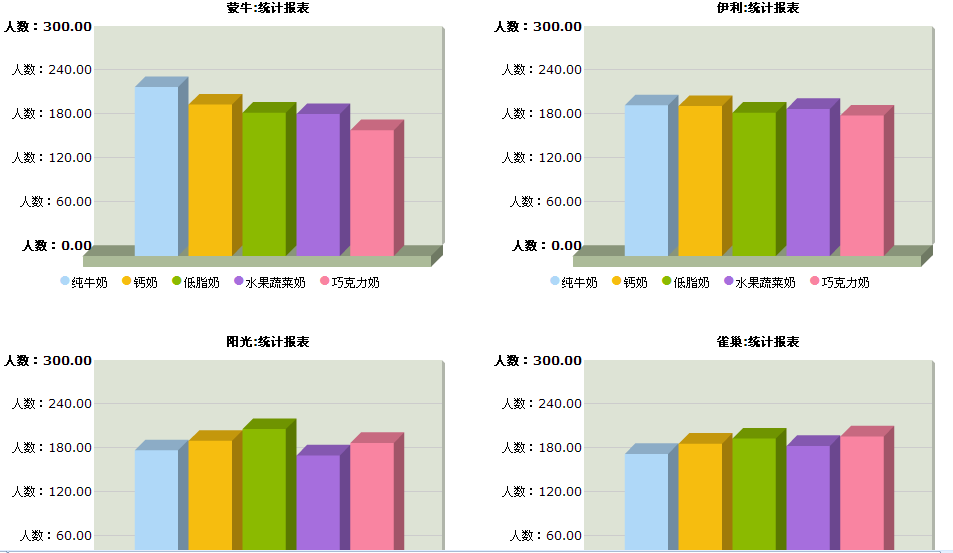 蒙牛:统计报表
人数：300.00
人数：240.00
人数：180.00
人数：120.00
人数：60.00
人数：0.00
纯牛奶 钙奶 低脂奶 水果蔬菜奶 巧克力奶
伊利:统计报表
人数：300.00
人数：240.00
人数：180.00
人数：120.00
人数：60.00
人数：0.00
纯牛奶 钙奶 低脂奶 水果蔬菜奶 巧克力奶
阳光:统计报表
人数：300.00
人数：240.00
人数：180.00
人数：120.00
人数：60.00
雀巢:统计报表
人数：300.00
人数：240.00
人数：180.00
人数：120.00
人数：60.00